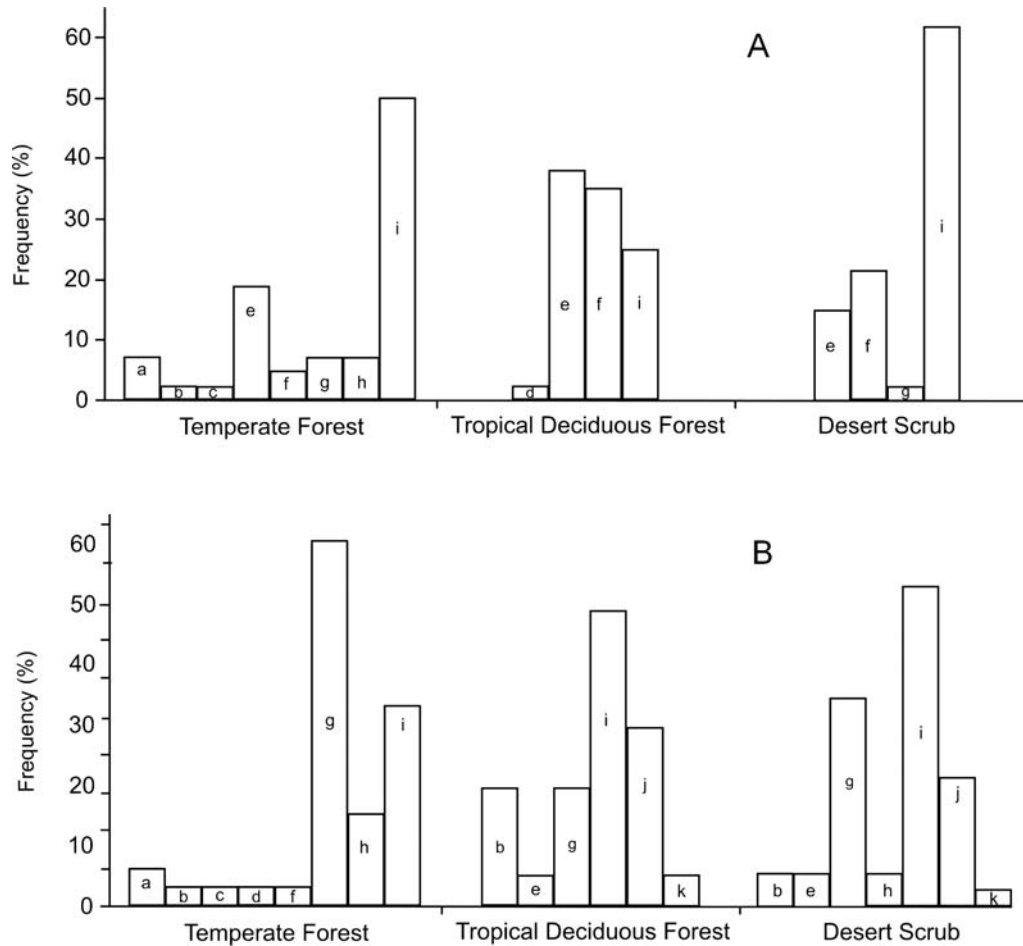 A
Frequency (%)
60
50
40
30
20
10
0
a
b
c
e
f
g
h
i
d
e
f
i
e
f
g
i
Temperate Forest
Tropical Deciduous Forest
Desert Scrub
B
Frequency (%)
60
50
40
30
20
10
0
a
b
c
d
f
g
h
i
b
e
g
i
j
k
b
e
g
h
i
j
k
Temperate Forest
Tropical Deciduous Forest
Desert Scrub